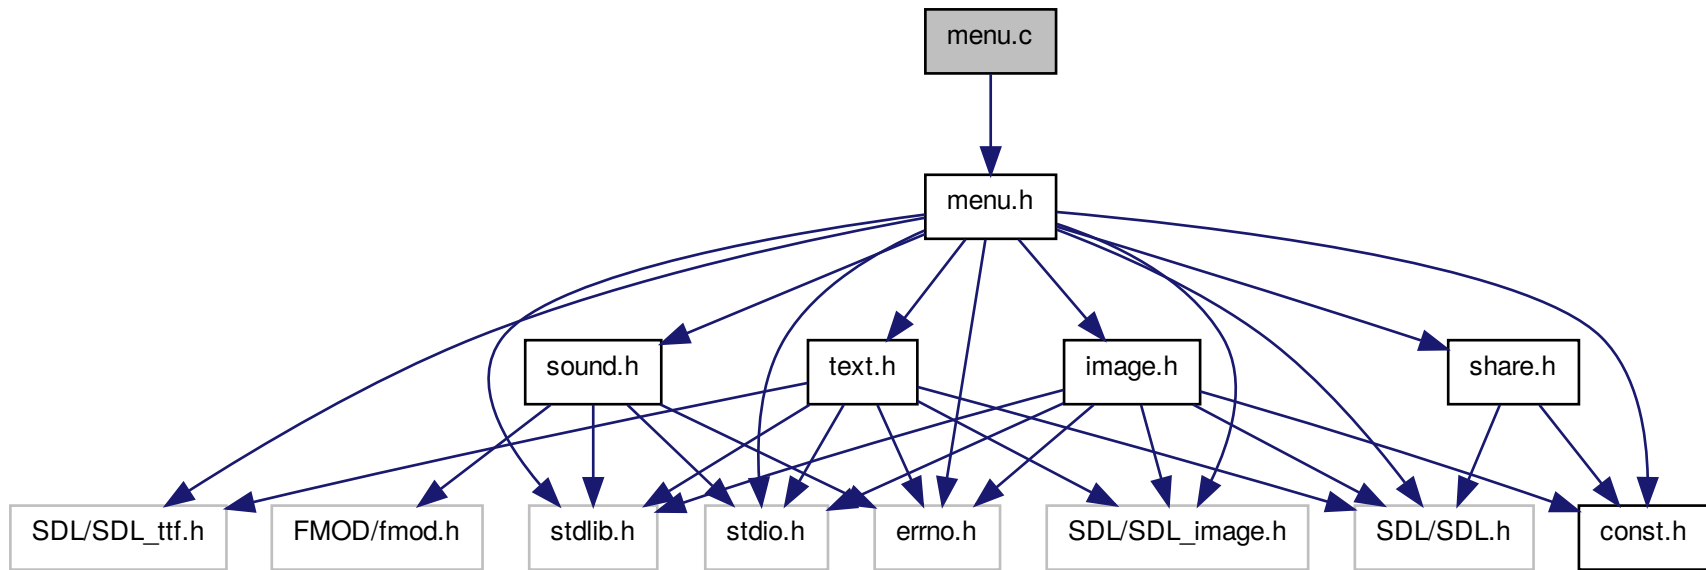 menu.c
menu.h
sound.h
text.h
image.h
share.h
SDL/SDL_ttf.h
FMOD/fmod.h
stdlib.h
stdio.h
errno.h
SDL/SDL_image.h
SDL/SDL.h
const.h